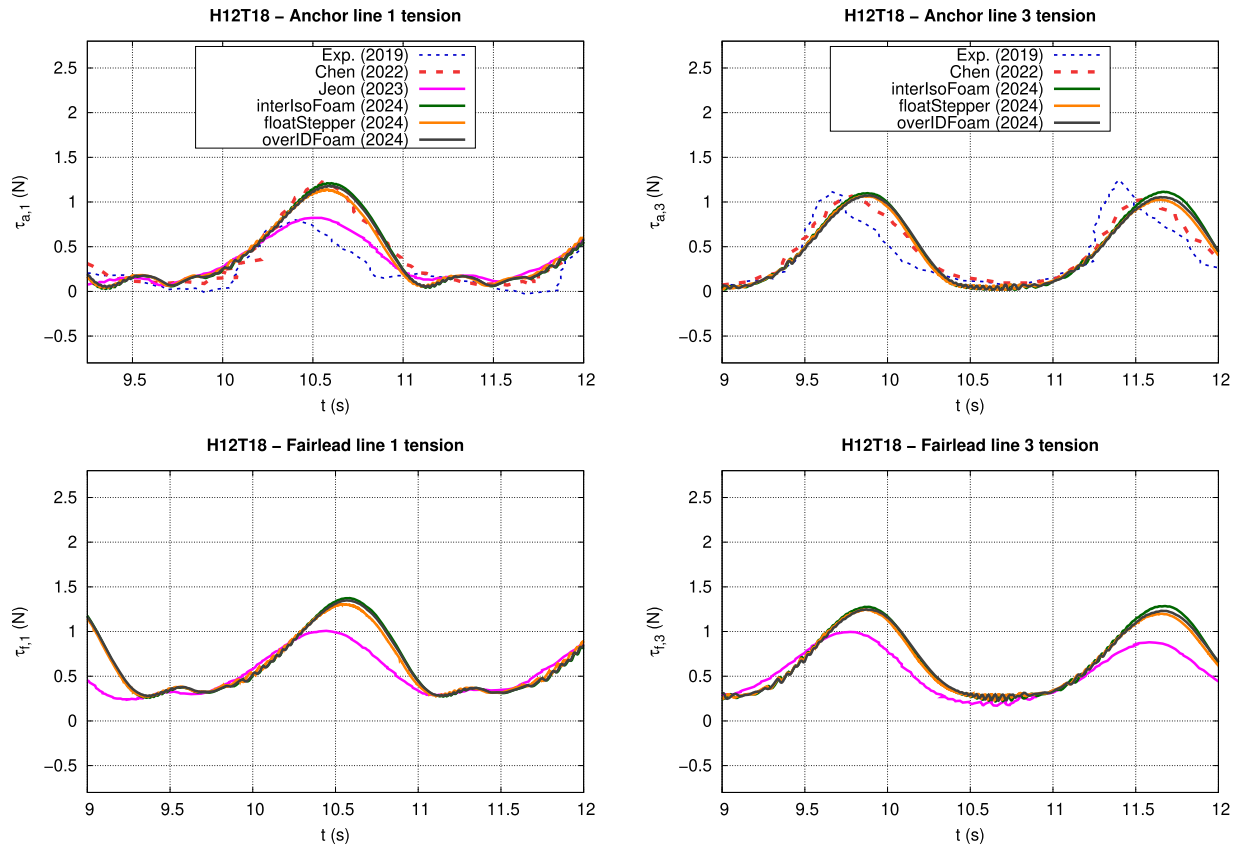 H12T18 − Anchor line 1 tension
τa,1 (N)
2.5
2
1.5
1
0.5
0
−0.5
Exp. (2019)
Chen (2022)
Jeon (2023)
interIsoFoam (2024)
floatStepper (2024)
overIDFoam (2024)
9.5 10 10.5 11 11.5 12
t (s)
H12T18 − Anchor line 3 tension
τa,3 (N)
2.5
2
1.5
1
0.5
0
−0.5
Exp. (2019)
Chen (2022)
interIsoFoam (2024)
floatStepper (2024)
overIDFoam (2024)
9 9.5 10 10.5 11 11.5 12
t (s)
H12T18 − Fairlead line 1 tension
τf,1 (N)
2.5
2
1.5
1
0.5
0
−0.5
9 9.5 10 10.5 11 11.5 12
t (s)
H12T18 − Fairlead line 3 tension
τf,3 (N)
2.5
2
1.5
1
0.5
0
−0.5
9 9.5 10 10.5 11 11.5 12
t (s)